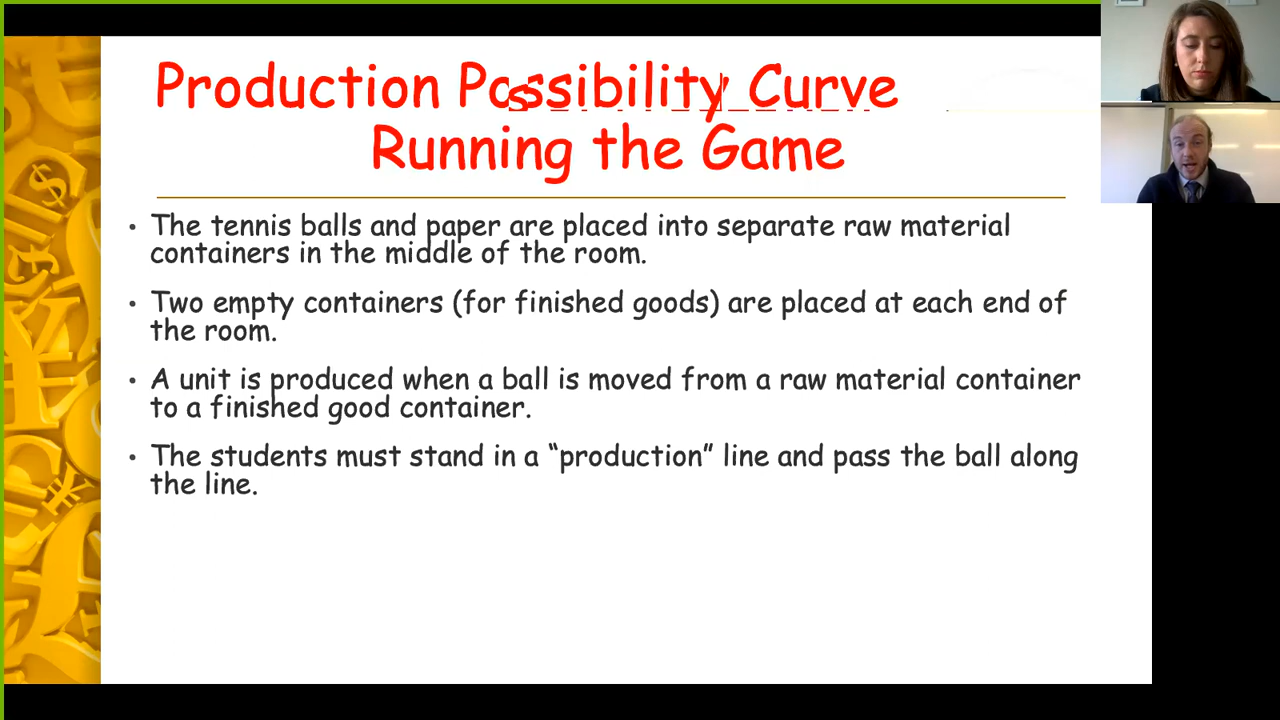 Production Possibility Curve
Running the Game
• The tennis balls and paper are placed into separate raw material
containers in the middle of the room.
• Two empty containers (for finished goods) are placed at each end of
the room.
• A unit is produced when a ball is moved from a raw material container
to a finished good container.
• The students must stand in a “production” line and pass the ball along
the line.